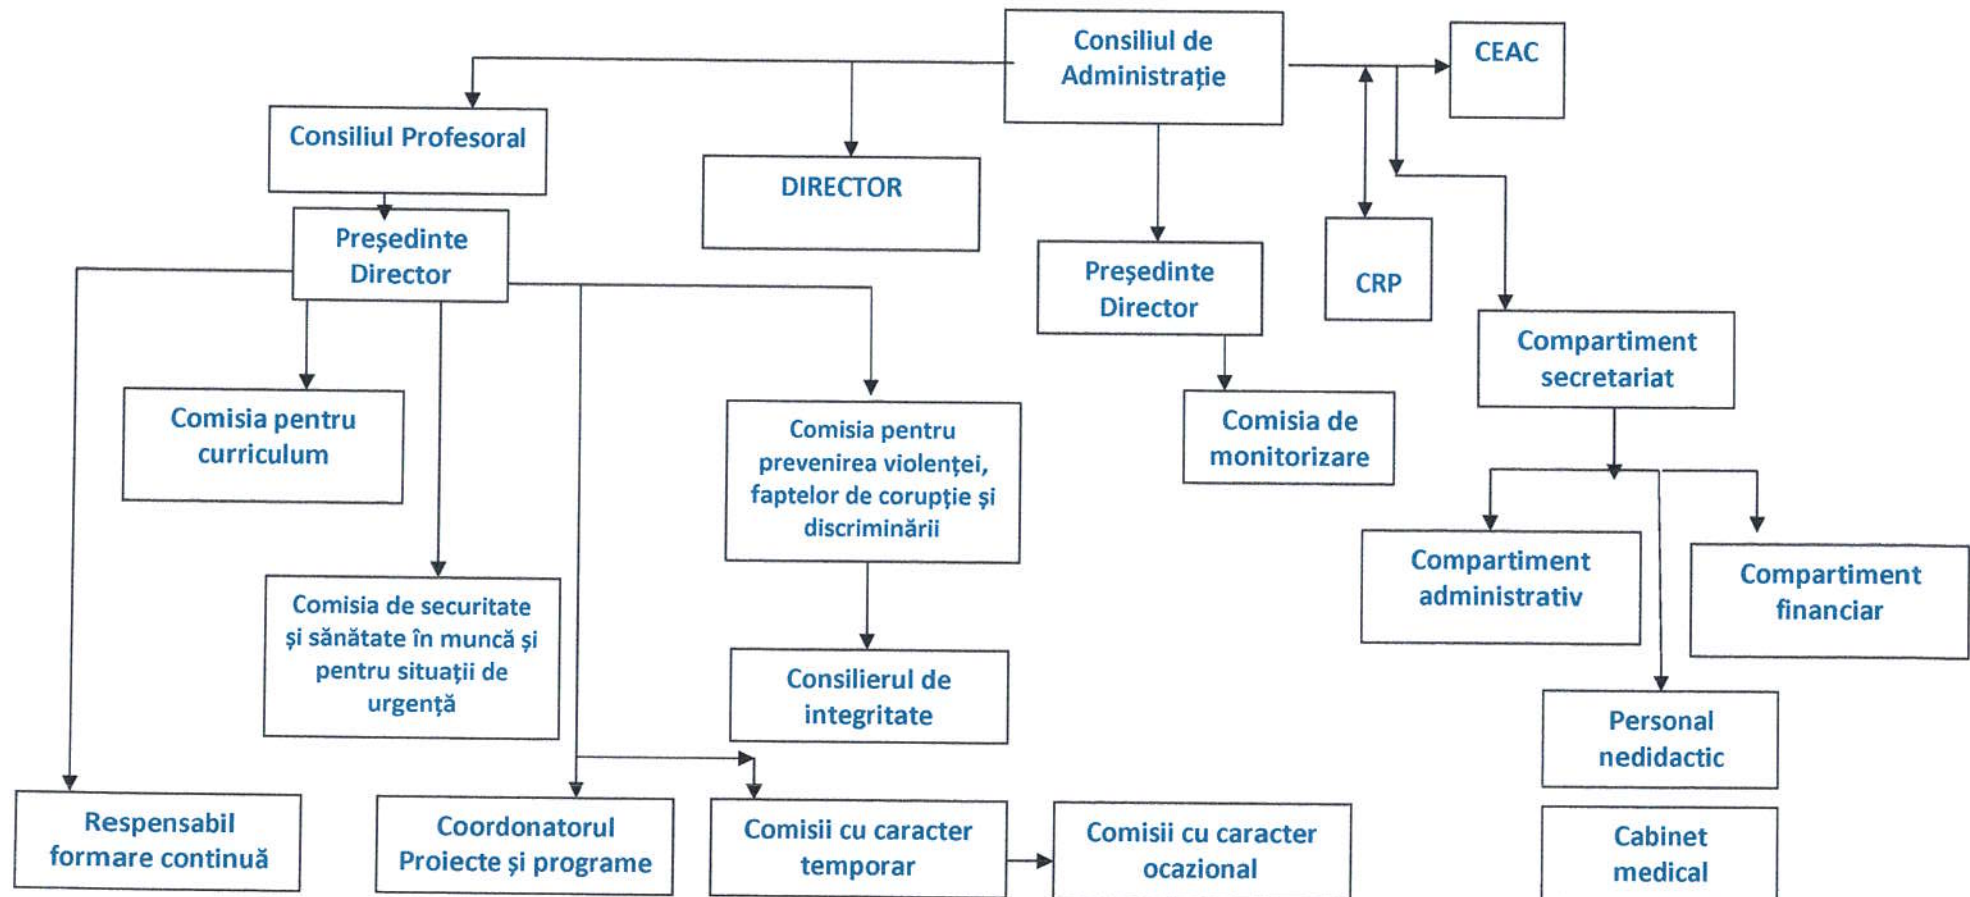 Consiliul de
Administrație
CEAC
Consiliul Profesoral
DIRECTOR
Președinte
Director
Președinte
Director
CRP
Compartiment
secretariat
Comisia pentru
curriculum
Comisia pentru
prevenirea violenței,
faptelor de corupție și
discriminării
Comisia de
monitorizare
Compartiment
administrativ
Compartiment
financiar
Comisia de securitate
și sănătate în muncă și
pentru situații de
urgență
Consilierul de
integritate
Personal
nedidactic
Respensabil
formare continuă
Coordonatorul
Proiecte și programe
Comisii cu caracter
temporar
Comisii cu caracter
ocazional
Cabinet
medical